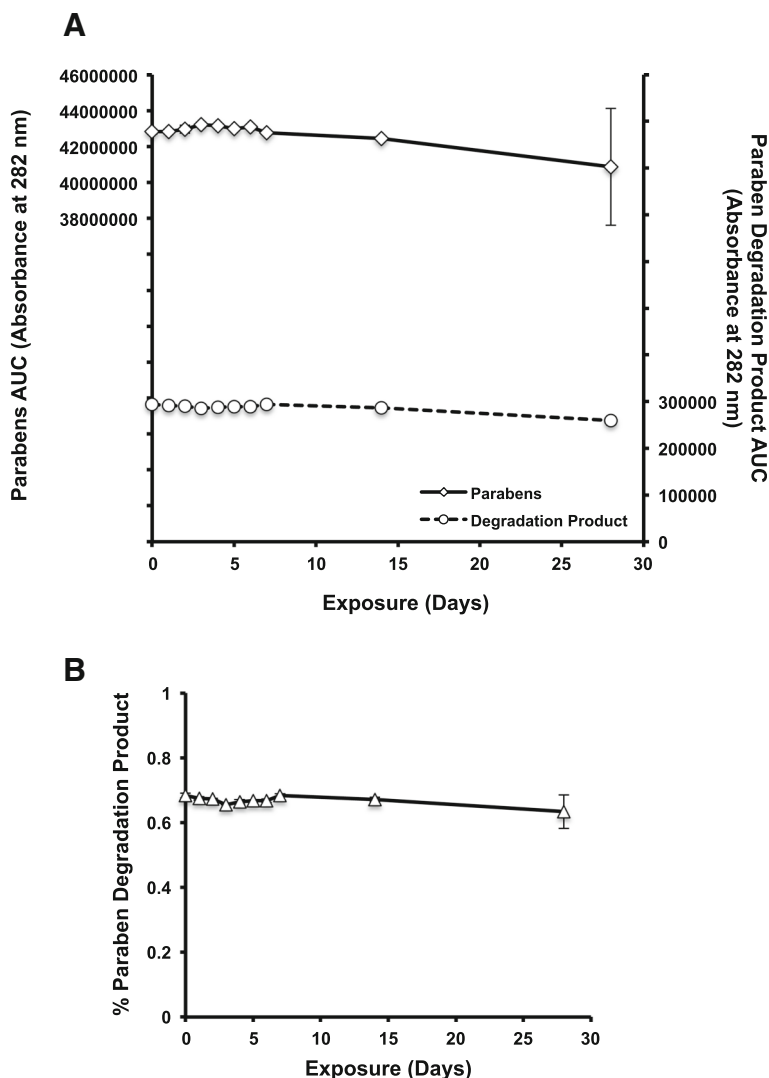 A
Parabens AUC (Absorbance at 282 nm)
46000000
44000000
42000000
40000000
38000000
Paraben Degradation Product AUC
(Absorbance at 282 nm)
300000
200000
100000
0
Parabens
Degradation Product
0 5 10 15 20 25 30
Exposure (Days)
B
% Paraben Degradation Product
1
0.8
0.6
0.4
0.2
0
0 5 10 15 20 25 30
Exposure (Days)